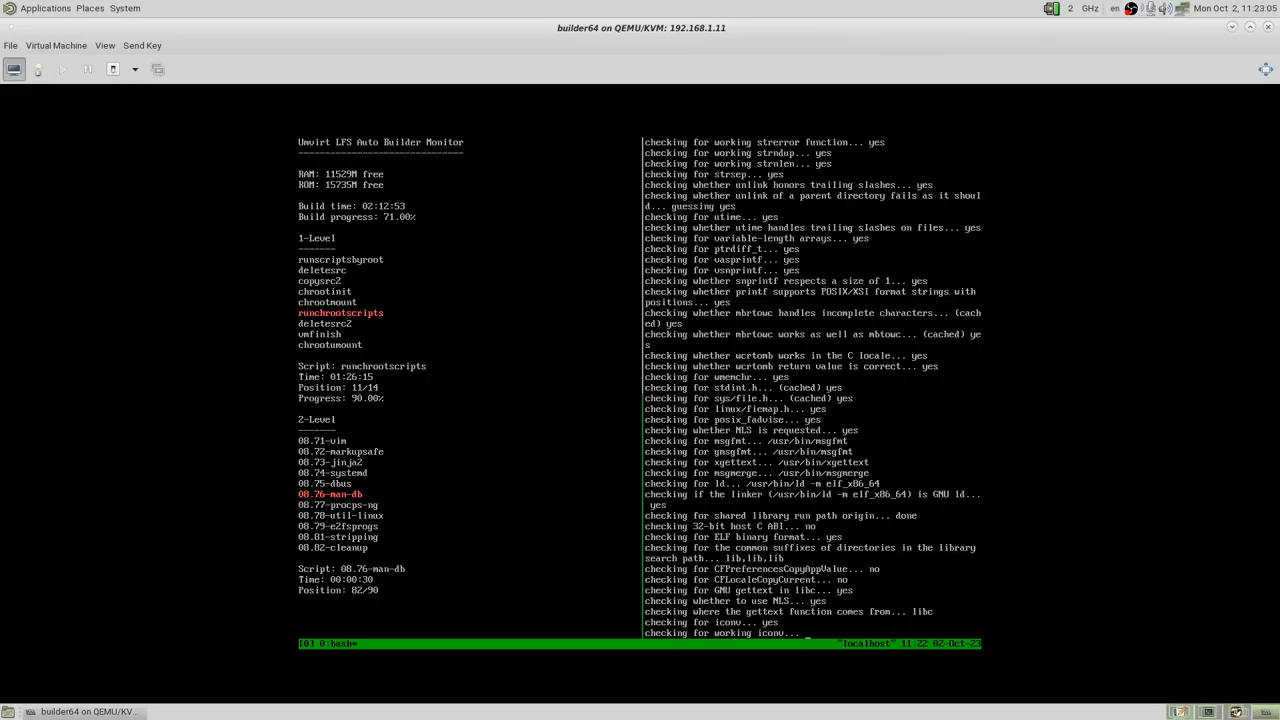 Applications Places System
2 GHz en Mon Oct 2, 11:23:05
builder64 on QEMU/KVM: 192.168.1.11
File Virtual Machine View Send Key
Umvirt LFS Auto Builder Monitor
-------------------------------
RAM: 11529M free
ROM: 15735M free
Build time: 02:12:53
Build progress: 71.00%
1-Level
-------
runscriptsbyroot
deletesrc
copysrc2
chrootinit
chrootmount
runchrootscripts
deletesrc2
vmfinish
chrootumount
Script: runchrootscripts
Time: 01:26:15
Position: 11/14
Progress: 90.00%
2-Level
-------
08.71-vim
08.72-markupsafe
08.73-jinja2
08.74-systemd
08.75-dbus
08.76-man-db
08.77-procps-ng
08.78-util-linux
08.79-e2fsprogs
08.81-stripping
08.82-cleanup
Script: 08.76-man-db
Time: 00:00:30
Position: 82/90
checking for working strerror function... yes
checking for working strndup... yes
checking for working strnlen... yes
checking for strsep... yes
checking whether unlink honors trailing slashes... yes
checking whether unlink of a parent directory fails as it shoul
d... guessing yes
checking for utime... yes
checking whether utime handles trailing slashes on files... yes
checking for variable-length arrays... yes
checking for ptrdiff_t... yes
checking for vasprintf... yes
checking for vsnprintf... yes
checking whether snprintf respects a size of 1... yes
checking whether printf supports POSIX/XSI format strings with
positions... yes
checking whether mbrtowc handles incomplete characters... (cach
ed) yes
checking whether mbrtowc works as well as mbtowc... (cached) ye
s
checking whether wcrtomb works in the C locale... yes
checking whether wcrtomb return value is correct... yes
checking for wmemchr... yes
checking for stdint.h... (cached) yes
checking for sys/file.h... (cached) yes
checking for linux/fiemap.h... yes
checking for posix_fadvise... yes
checking whether NLS is requested... yes
checking for msgfmt... /usr/bin/msgfmt
checking for gmsgfmt... /usr/bin/msgfmt
checking for xgettext... /usr/bin/xgettext
checking for msgmerge... /usr/bin/msgmerge
checking for ld... /usr/bin/ld -m elf_x86_64
checking if the linker (/usr/bin/ld -m elf_x86_64) is GNU ld...
yes
checking for shared library run path origin... done
checking 32-bit host C ABI... no
checking for ELF binary format... yes
checking for the common suffixes of directories in the library
search path... lib,lib,lib
checking for CFPreferencesCopyAppValue... no
checking for CFLocaleCopyCurrent... no
checking for GNU gettext in libc... yes
checking whether to use NLS... yes
checking where the gettext function comes from... libc
checking for iconv... yes
checking for working iconv... _
[0] 0:bash* "localhost" 11:22 02-Oct-23
builder64 on QEMU/KV...